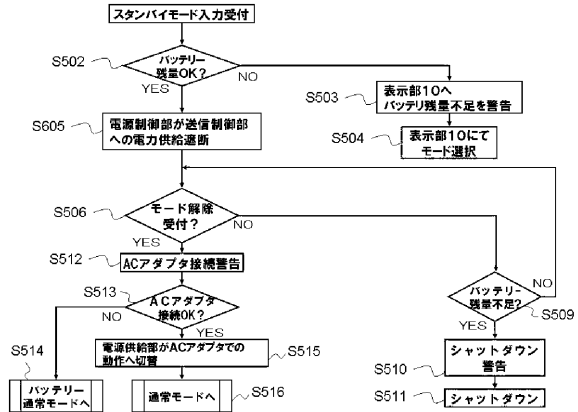 スタンバイモード入力受付
S502
バッテリー
残量OK?
NO
YES
S503
表示部10へ
バッテリ残量不足を警告
S605
電源制御部が送信制御部
への電力供給遮断
S504
表示部10にて
モード選択
S506
モード解除
受付?
NO
YES
S512
ACアダプタ接続警告
S513
ACアダプタ
接続OK?
NO
YES
バッテリー
残量不足?
NO
S509
YES
S514
電源供給部がACアダプタでの
動作へ切替
S515
S510
シャットダウン
警告
バッテリー
通常モードへ
通常モードへ
S516
S511
シャットダウン